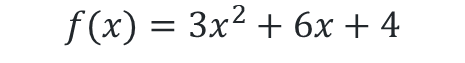 f(x) = 3x² + 6x + 4